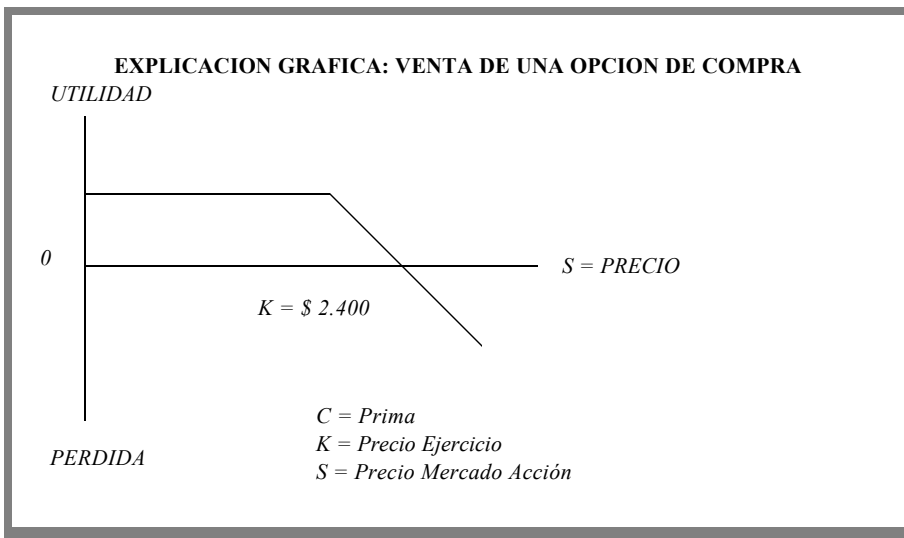 EXPLICACION GRAFICA: VENTA DE UNA OPCION DE COMPRA
UTILIDAD
0
S = PRECIO
K = $ 2.400
C = Prima
K = Precio Ejercicio
PERDIDA
S = Precio Mercado Acción